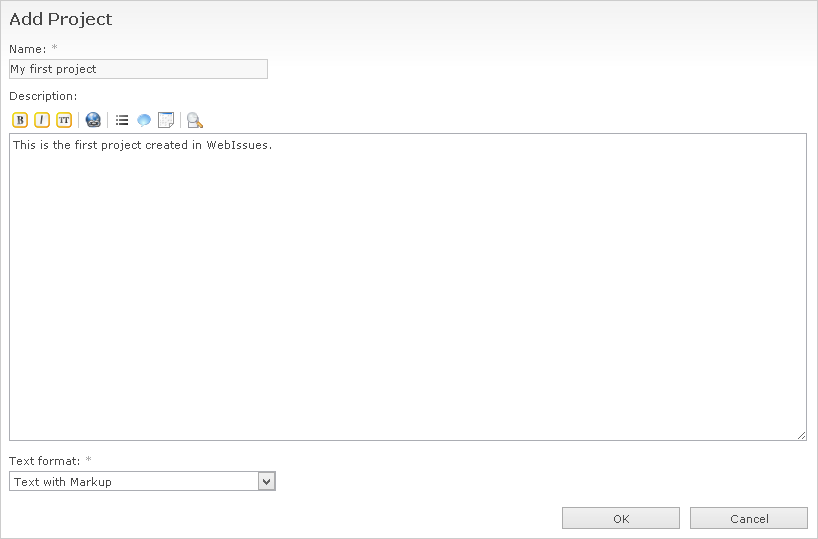 Add Project
Name: *
My first project
Description:
B I TT
This is the first project created in WebIssues.
Text format: *
Text with Markup
OK Cancel